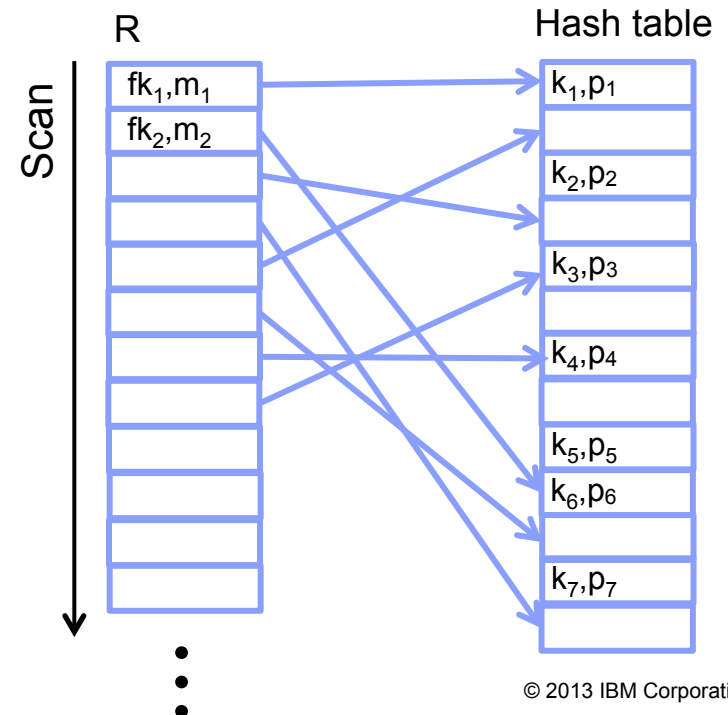 R
Hash table
Scan
fk₁,m₁
fk₂,m₂
k₁,p₁
k₂,p₂
k₃,p₃
k₄,p₄
k₅,p₅
k₆,p₆
k₇,p₇
© 2013 IBM Corporati